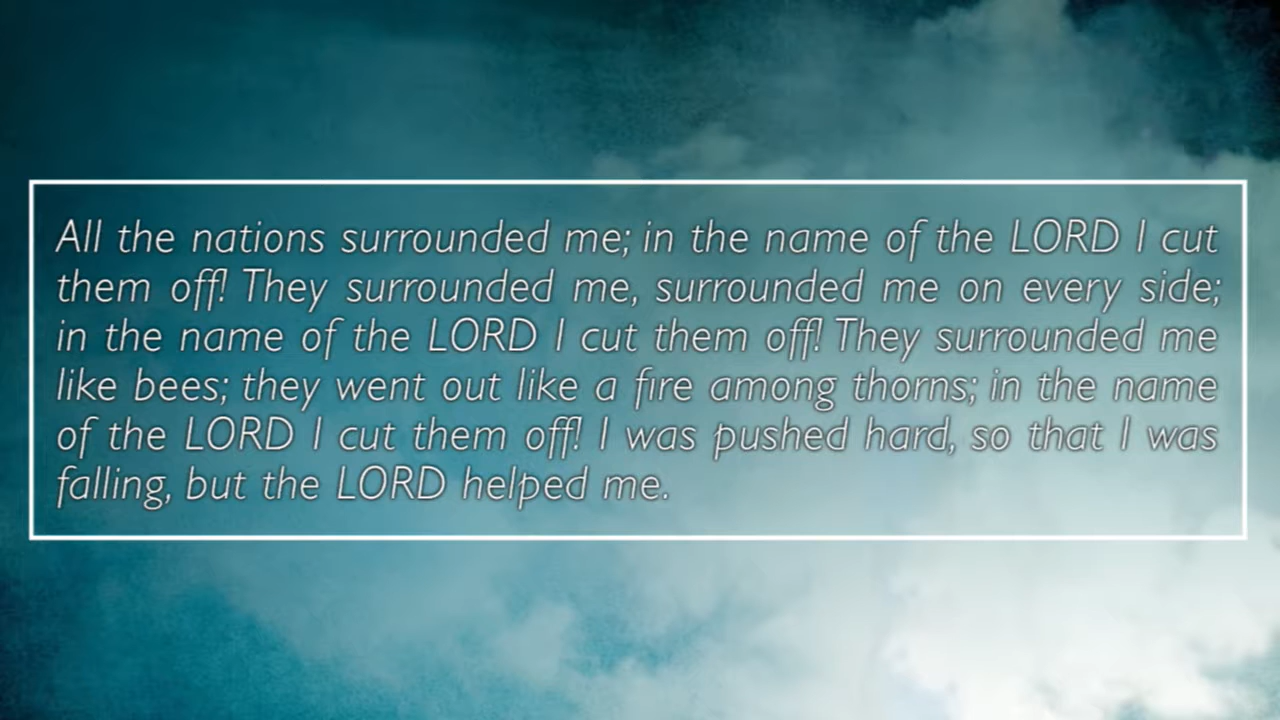 All the nations surrounded me; in the name of the LORD I cut
them off! They surrounded me, surrounded me on every side;
in the name of the LORD I cut them off! They surrounded me
like bees; they went out like a fire among thorns; in the name
of the LORD I cut them off! I was pushed hard, so that I was
falling, but the LORD helped me.